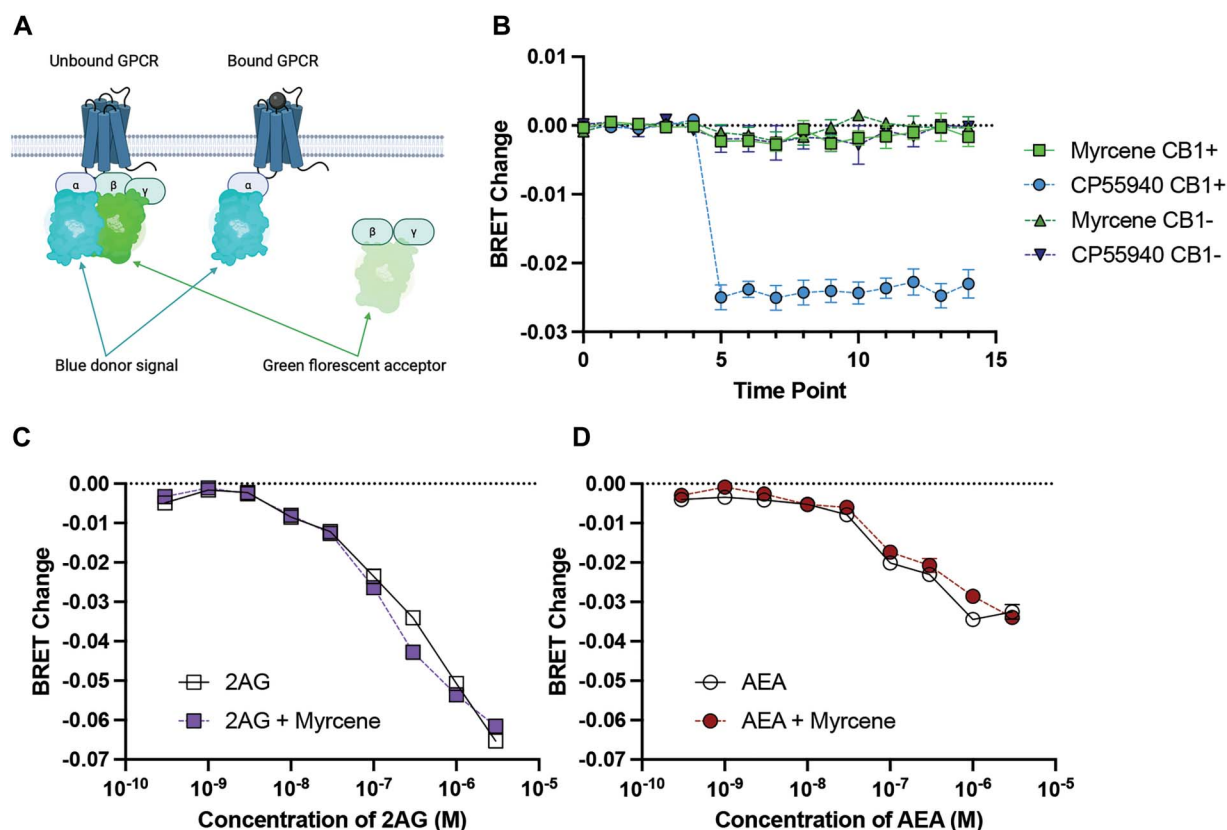 A
Unbound GPCR
Bound GPCR
α
β
γ
α
β
γ
Blue donor signal
Green florescent acceptor
B
BRET Change
0.01
0.00
-0.01
-0.02
-0.03
0
5
10
15
Time Point
Myrcene CB1+
CP55940 CB1+
Myrcene CB1-
CP55940 CB1-
C
BRET Change
0.00
-0.01
-0.02
-0.03
-0.04
-0.05
-0.06
-0.07
2AG
2AG + Myrcene
10⁻¹⁰
10⁻⁹
10⁻⁸
10⁻⁷
10⁻⁶
10⁻⁵
Concentration of 2AG (M)
D
BRET Change
0.00
-0.01
-0.02
-0.03
-0.04
-0.05
-0.06
-0.07
AEA
AEA + Myrcene
10⁻¹⁰
10⁻⁹
10⁻⁸
10⁻⁷
10⁻⁶
10⁻⁵
Concentration of AEA (M)